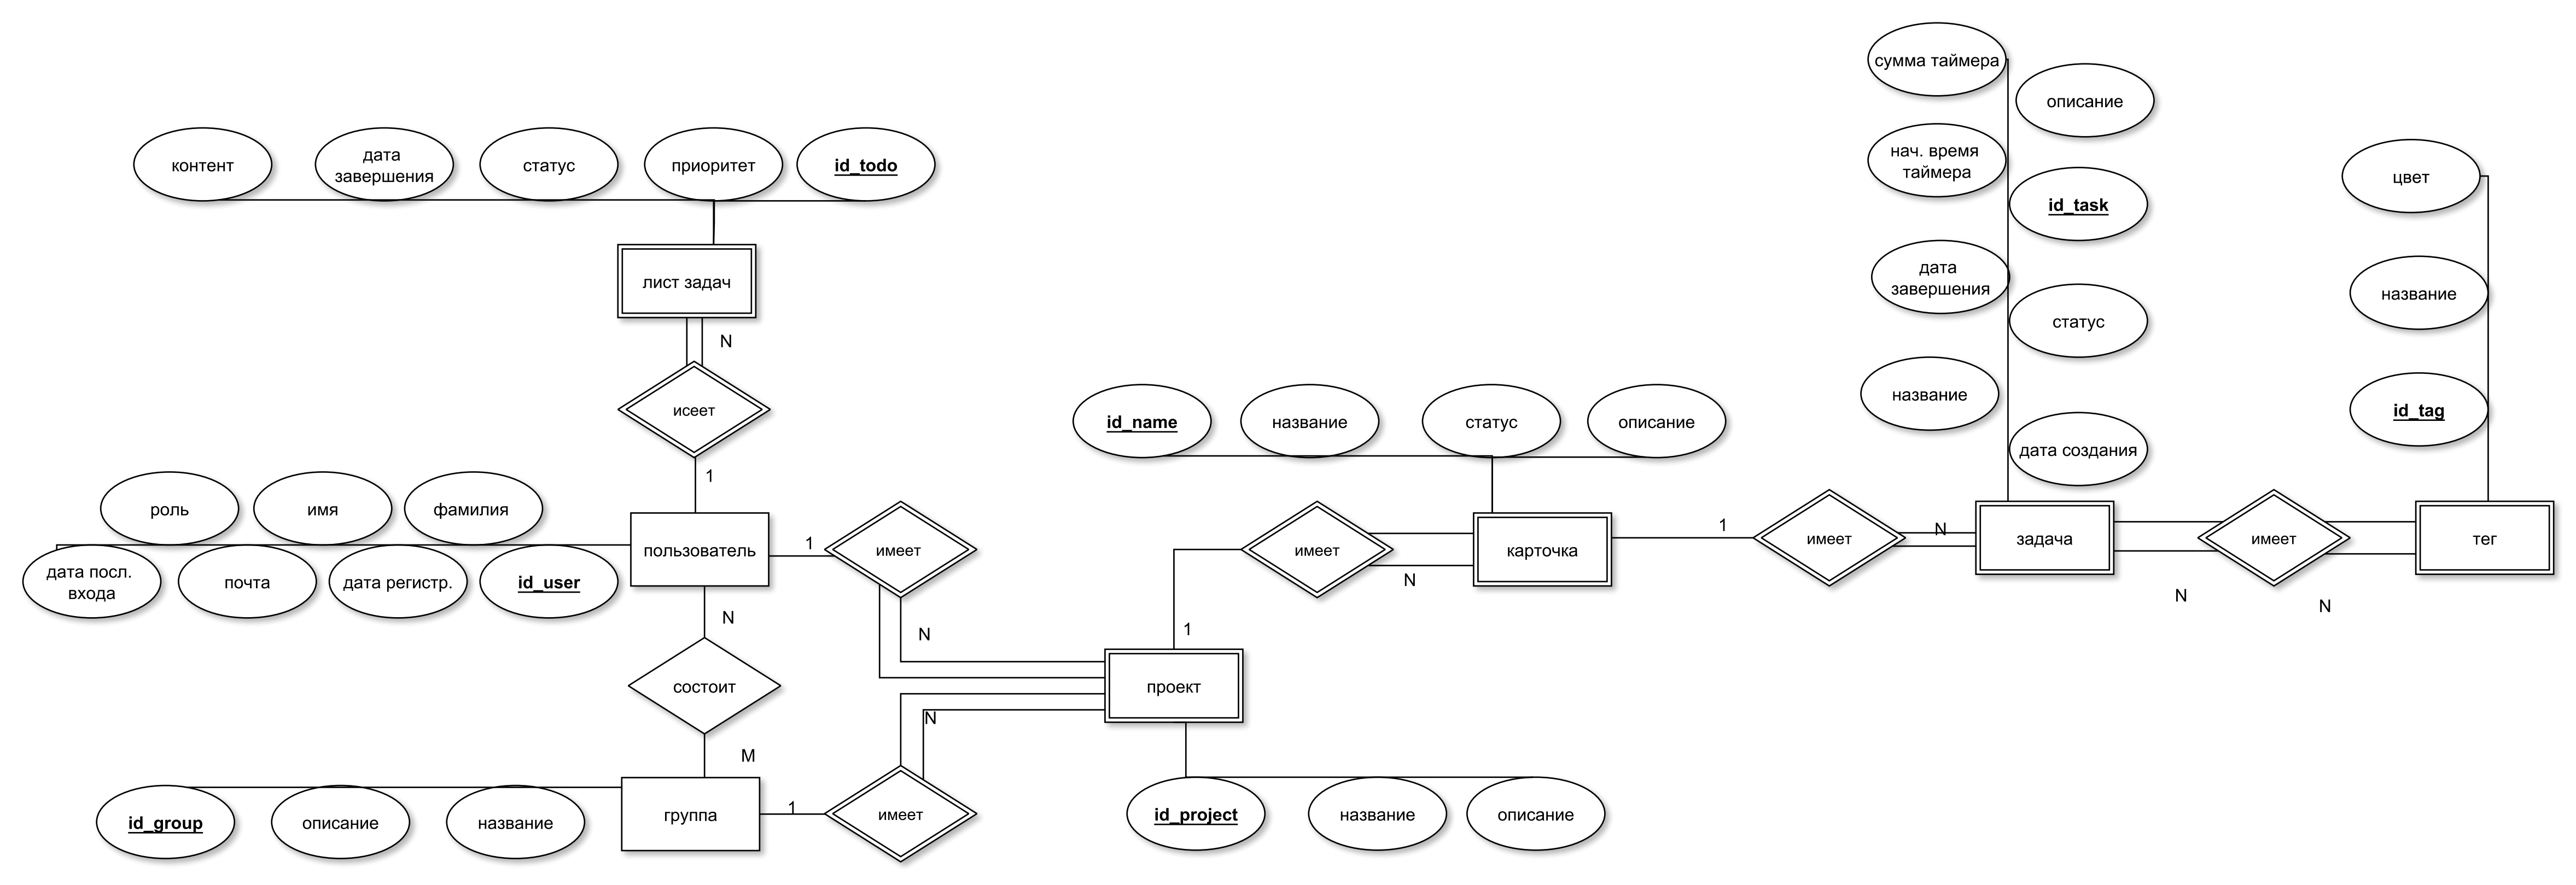 сумма таймера
описание
нач. время
таймера
id_task
дата
завершения
статус
название
дата создания
цвет
название
id_tag
контент
дата
завершения
статус
приоритет
id_todo
лист задач
N
исеет
1
роль
имя
фамилия
дата посл.
входа
почта
дата регистр.
id_user
пользователь
1
имеет
N
N
состоит
M
id_group
описание
название
группа
1
имеет
N
проект
1
id_project
название
описание
id_name
название
статус
описание
имеет
N
карточка
1
имеет
N
задача
N
имеет
N
тег